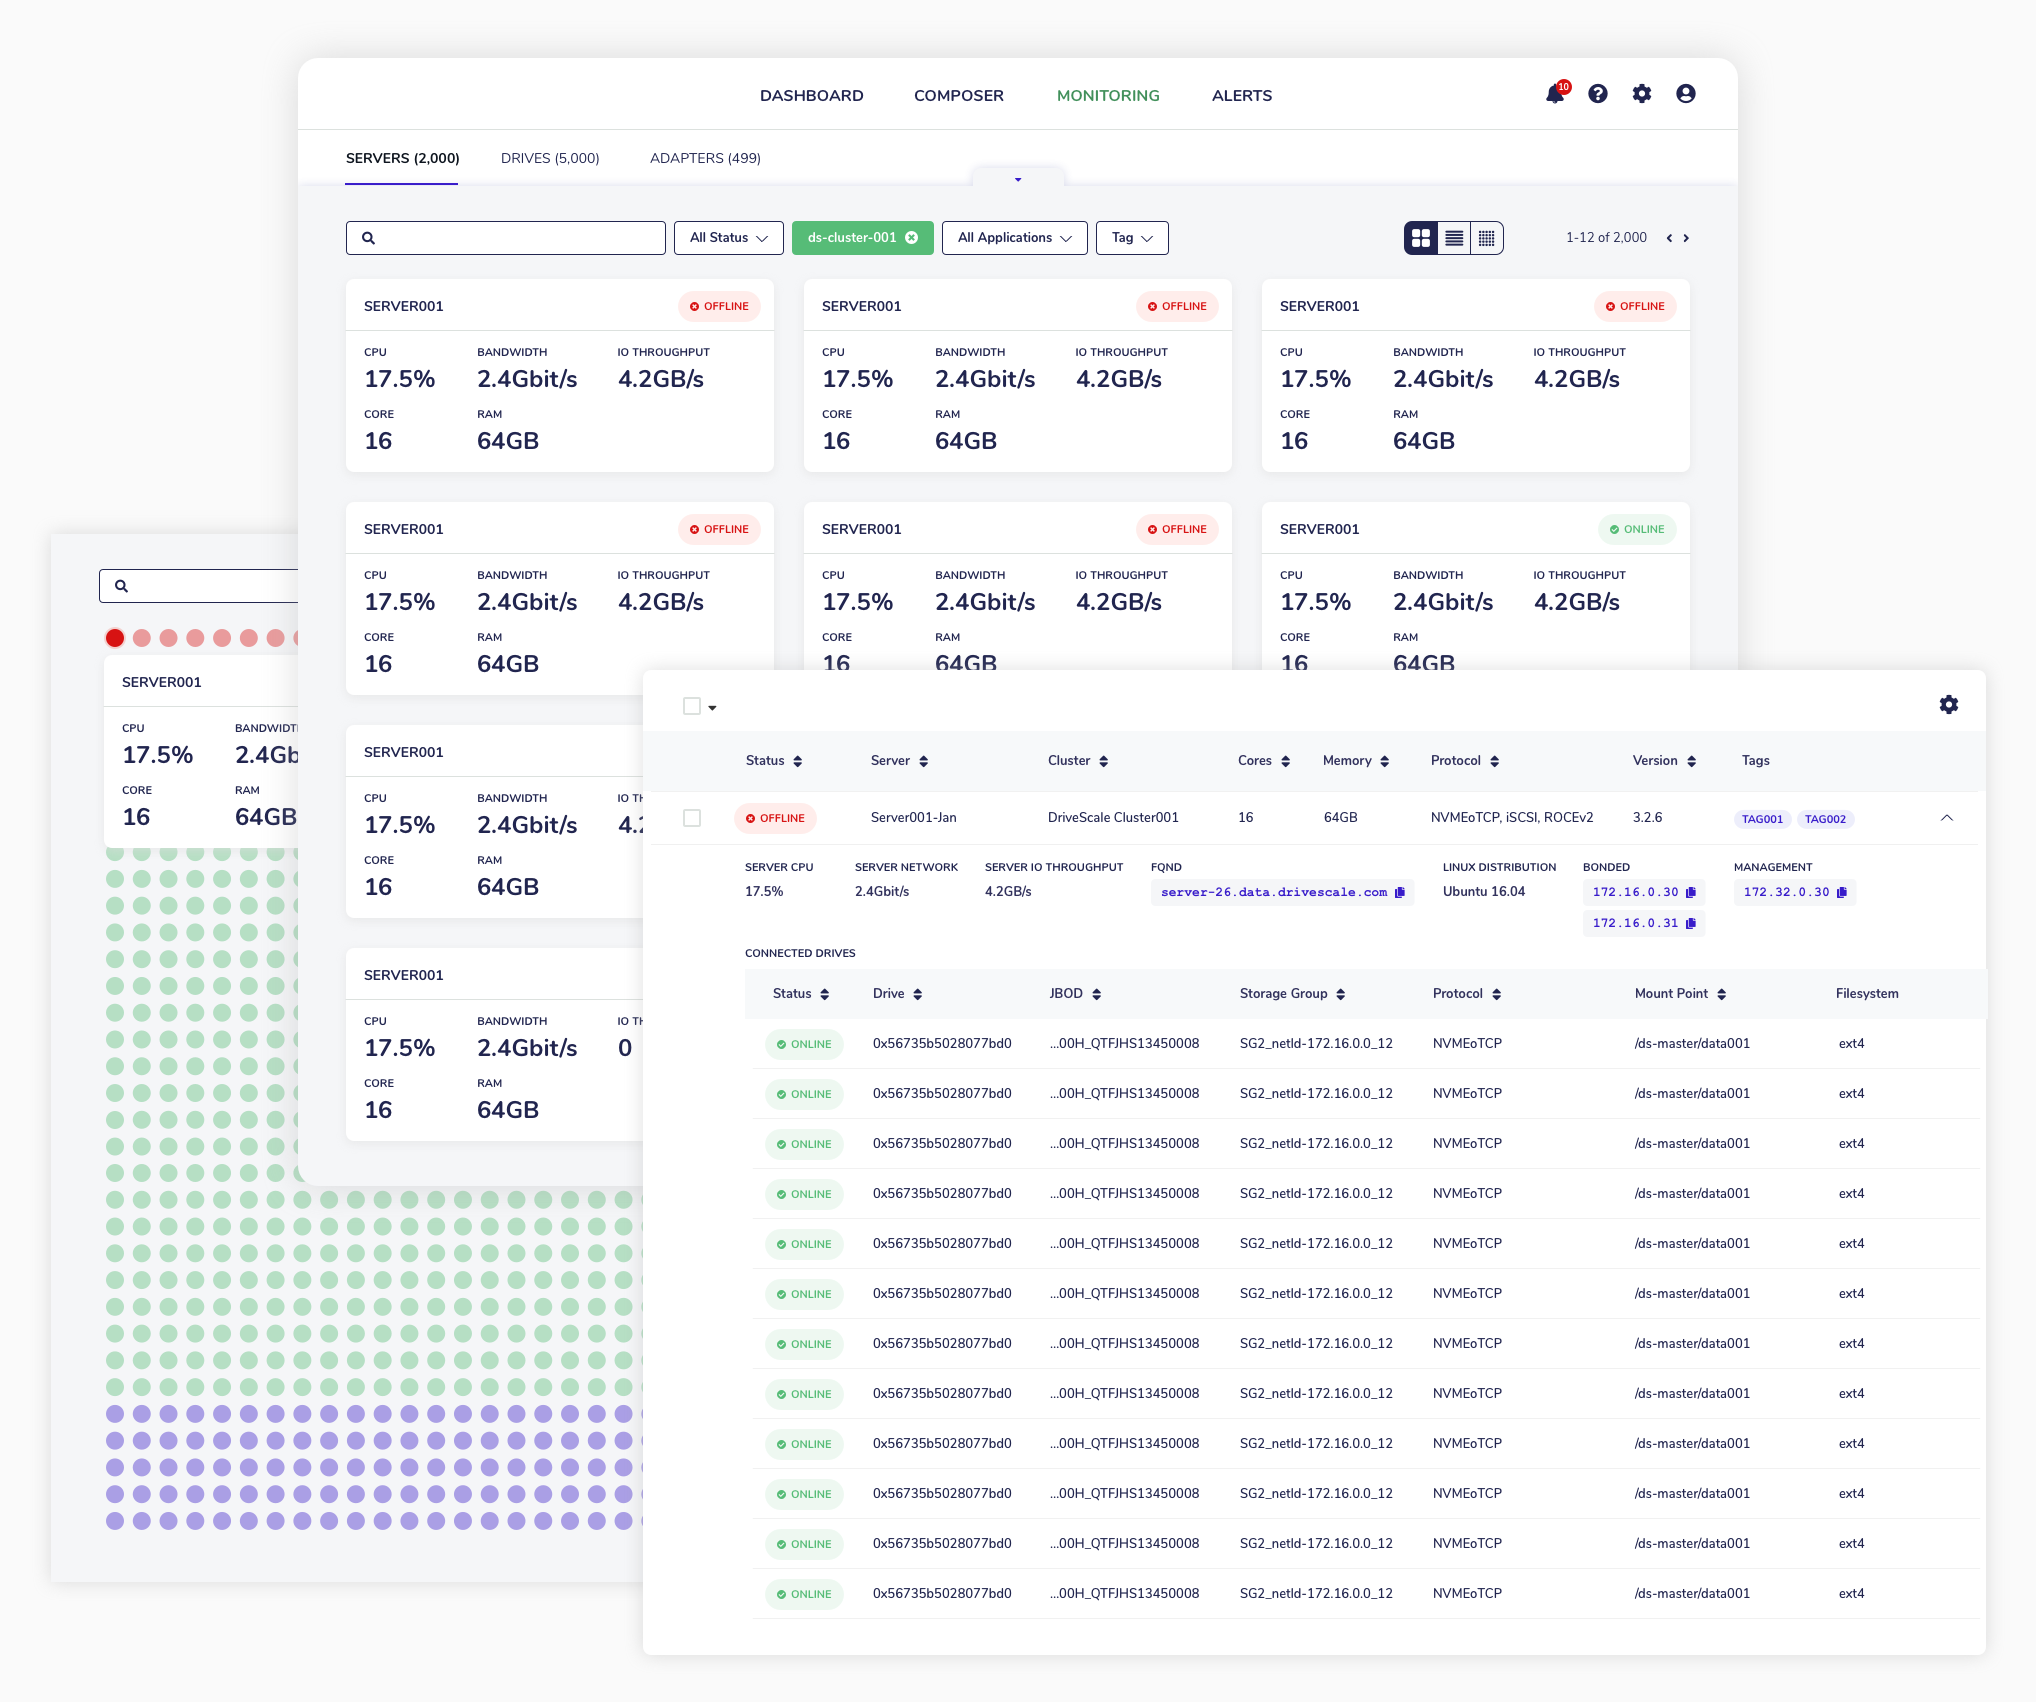 DASHBOARD COMPOSER MONITORING ALERTS 10
SERVERS (2,000) DRIVES (5,000) ADAPTERS (499)
All Status ds-cluster-001 All Applications Tag 1-12 of 2,000
SERVER001 OFFLINE SERVER001 OFFLINE SERVER001 OFFLINE
CPU BANDWIDTH IO THROUGHPUT CPU BANDWIDTH IO THROUGHPUT CPU BANDWIDTH IO THROUGHPUT
17.5% 2.4Gbit/s 4.2GB/s 17.5% 2.4Gbit/s 4.2GB/s 17.5% 2.4Gbit/s 4.2GB/s
CORE RAM CORE RAM CORE RAM
16 64GB 16 64GB 16 64GB
SERVER001 OFFLINE SERVER001 OFFLINE SERVER001 ONLINE
CPU BANDWIDTH IO THROUGHPUT CPU BANDWIDTH IO THROUGHPUT CPU BANDWIDTH IO THROUGHPUT
17.5% 2.4Gbit/s 4.2GB/s 17.5% 2.4Gbit/s 4.2GB/s 17.5% 2.4Gbit/s 4.2GB/s
CORE RAM CORE RAM CORE RAM
16 64GB 16 64GB 16 64GB
SERVER001
CPU BANDWIDTH IO TH
17.5% 2.4Gbit/s 4.2
CORE RAM
16 64GB
SERVER001
CPU BANDWIDTH IO TH
17.5% 2.4Gbit/s 0
CORE RAM
16 64GB
SERVER001
CPU BANDWIDT
17.5% 2.4Gb
CORE RAM
16 64GB
Status Server Cluster Cores Memory Protocol Version Tags
OFFLINE Server001-Jan DriveScale Cluster001 16 64GB NVMEoTCP, iSCSI, ROCEv2 3.2.6 TAG001 TAG002
SERVER CPU SERVER NETWORK SERVER IO THROUGHPUT FQND LINUX DISTRIBUTION BONDED MANAGEMENT
17.5% 2.4Gbit/s 4.2GB/s server-26.data.drivescale.com Ubuntu 16.04 172.16.0.30 172.32.0.30
172.16.0.31
CONNECTED DRIVES
Status Drive JBOD Storage Group Protocol Mount Point Filesystem
ONLINE 0x56735b5028077bd0 ...00H_QTFJHS13450008 SG2_netId-172.16.0.0_12 NVMEoTCP /ds-master/data001 ext4
ONLINE 0x56735b5028077bd0 ...00H_QTFJHS13450008 SG2_netId-172.16.0.0_12 NVMEoTCP /ds-master/data001 ext4
ONLINE 0x56735b5028077bd0 ...00H_QTFJHS13450008 SG2_netId-172.16.0.0_12 NVMEoTCP /ds-master/data001 ext4
ONLINE 0x56735b5028077bd0 ...00H_QTFJHS13450008 SG2_netId-172.16.0.0_12 NVMEoTCP /ds-master/data001 ext4
ONLINE 0x56735b5028077bd0 ...00H_QTFJHS13450008 SG2_netId-172.16.0.0_12 NVMEoTCP /ds-master/data001 ext4
ONLINE 0x56735b5028077bd0 ...00H_QTFJHS13450008 SG2_netId-172.16.0.0_12 NVMEoTCP /ds-master/data001 ext4
ONLINE 0x56735b5028077bd0 ...00H_QTFJHS13450008 SG2_netId-172.16.0.0_12 NVMEoTCP /ds-master/data001 ext4
ONLINE 0x56735b5028077bd0 ...00H_QTFJHS13450008 SG2_netId-172.16.0.0_12 NVMEoTCP /ds-master/data001 ext4
ONLINE 0x56735b5028077bd0 ...00H_QTFJHS13450008 SG2_netId-172.16.0.0_12 NVMEoTCP /ds-master/data001 ext4
ONLINE 0x56735b5028077bd0 ...00H_QTFJHS13450008 SG2_netId-172.16.0.0_12 NVMEoTCP /ds-master/data001 ext4
ONLINE 0x56735b5028077bd0 ...00H_QTFJHS13450008 SG2_netId-172.16.0.0_12 NVMEoTCP /ds-master/data001 ext4
ONLINE 0x56735b5028077bd0 ...00H_QTFJHS13450008 SG2_netId-172.16.0.0_12 NVMEoTCP /ds-master/data001 ext4